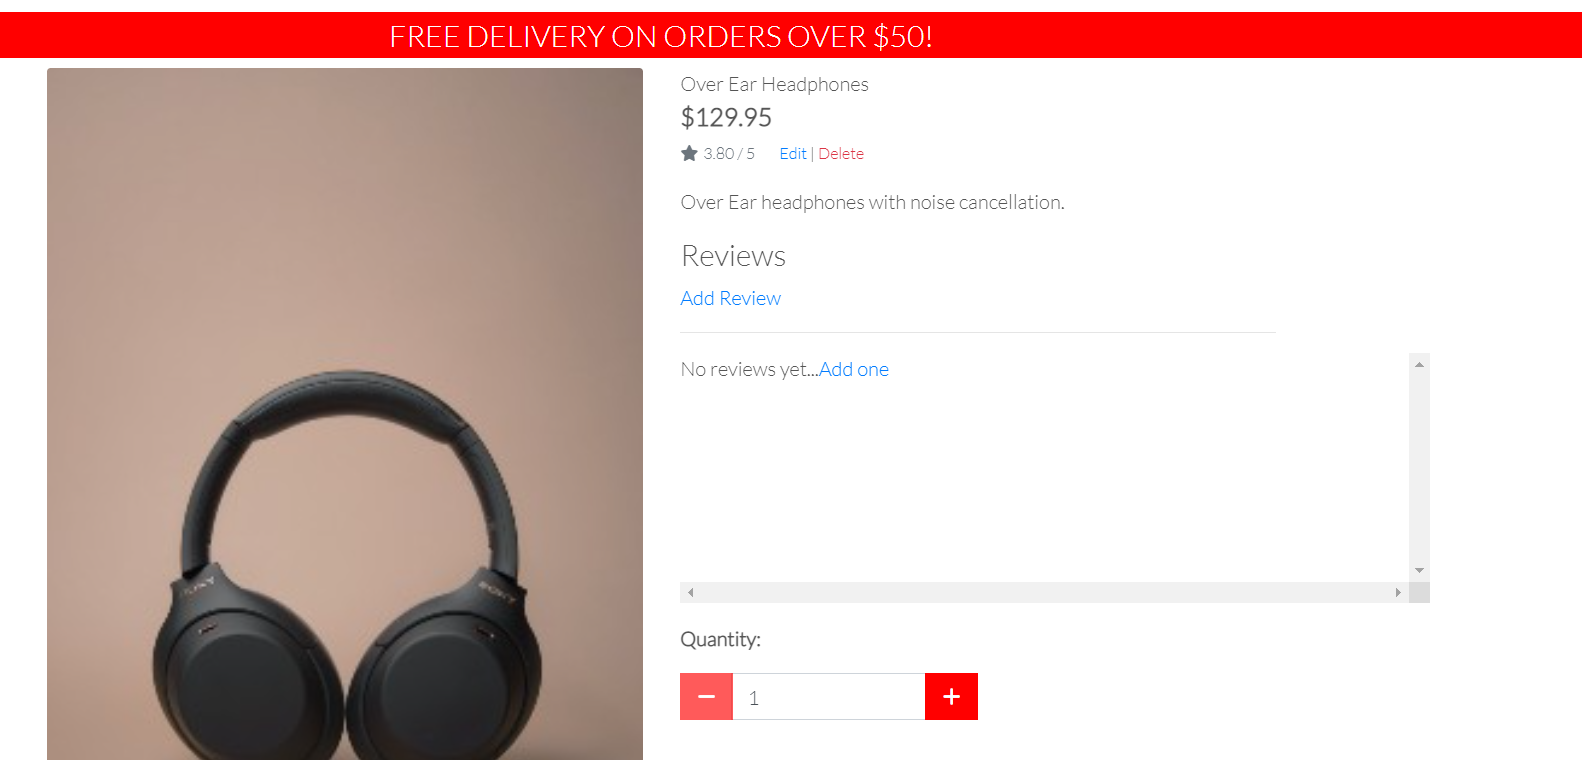 FREE DELIVERY ON ORDERS OVER $50!
Over Ear Headphones
$129.95
3.80 / 5 Edit | Delete
Over Ear headphones with noise cancellation.
Reviews
Add Review
No reviews yet...Add one
SONY SONY
Quantity:
1